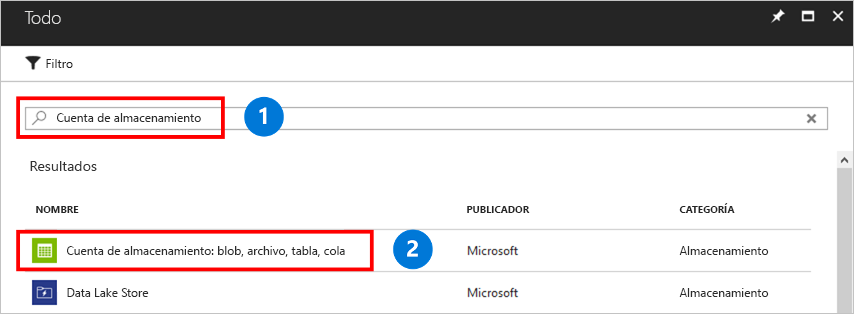 Todo
Filtro
Cuenta de almacenamiento
1
Resultados
NOMBRE PUBLICADOR CATEGORÍA
Cuenta de almacenamiento: blob, archivo, tabla, cola 2 Microsoft Almacenamiento
Data Lake Store Microsoft Almacenamiento